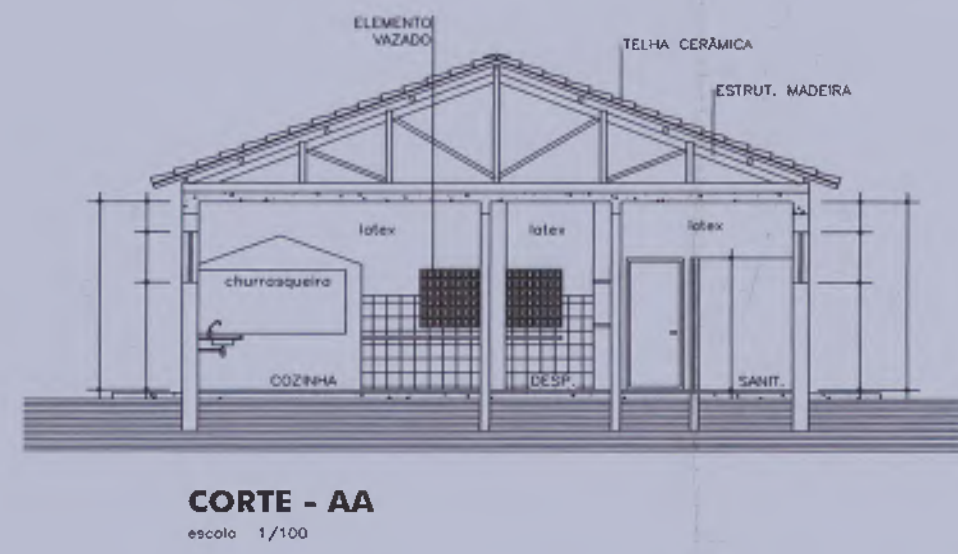 ELEMENTO
VAZADO
TELHA CERÂMICA
ESTRUT. MADEIRA
latex
latex
latex
churrasqueira
COZINHA
DESP.
SANIT.
CORTE - AA
escala 1/100